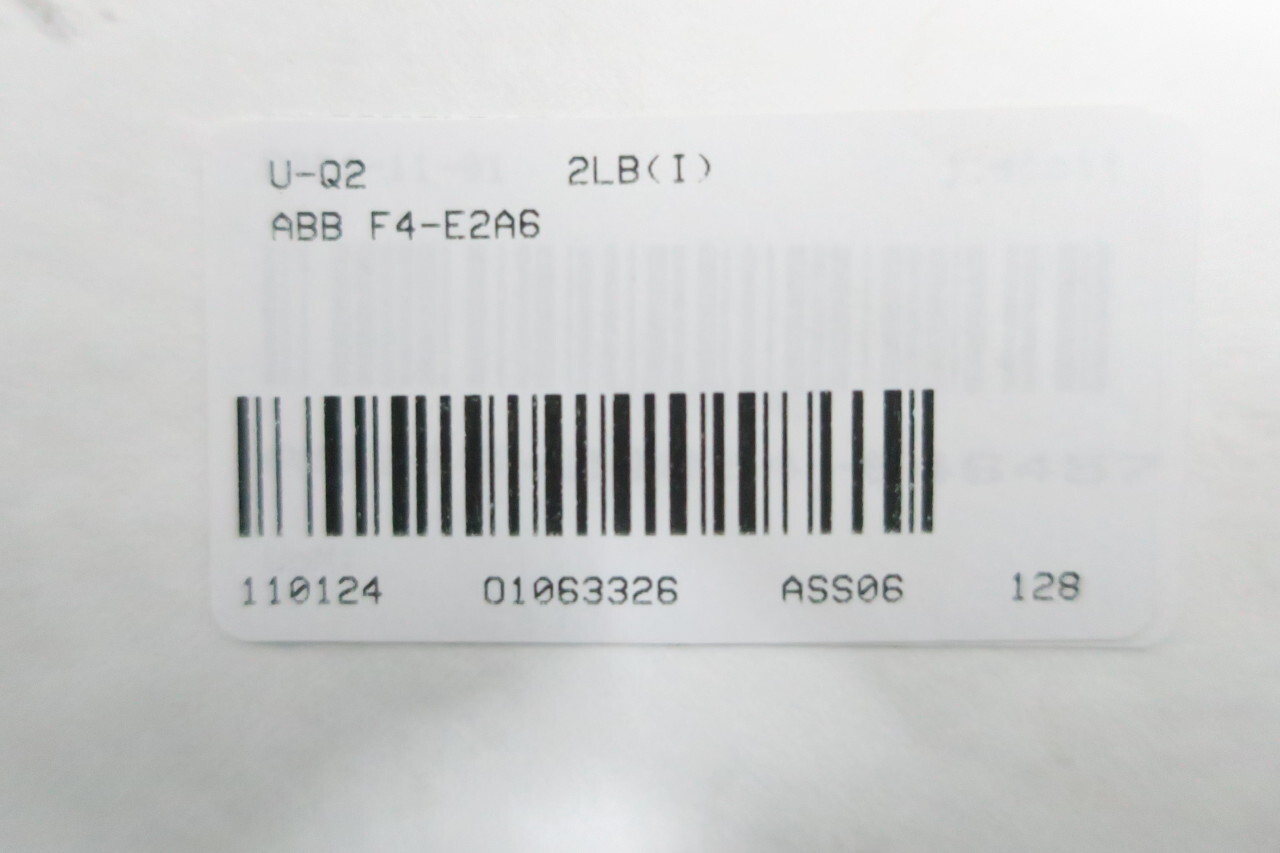 U-Q2 2LB(I)
ABB F4-E2A6
110124 01063326 ASS06 128